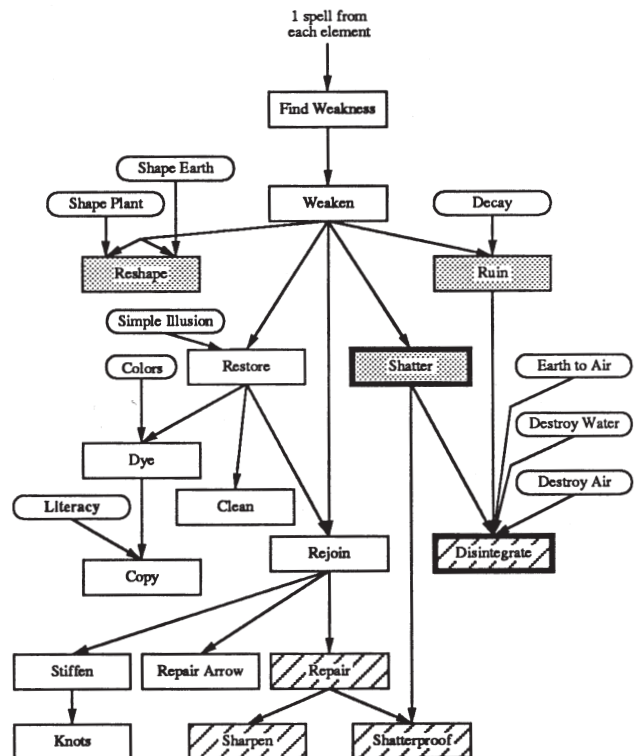 1 spell from
each element
Find Weakness
Shape Earth
Shape Plant
Weaken
Decay
Reshape
Ruin
Simple Illusion
Colors
Restore
Shatter
Earth to Air
Destroy Water
Dye
Destroy Air
Clean
Literacy
Rejoin
Disintegrate
Copy
Stiffen
Repair Arrow
Repair
Knots
Sharpen
Shatterproof